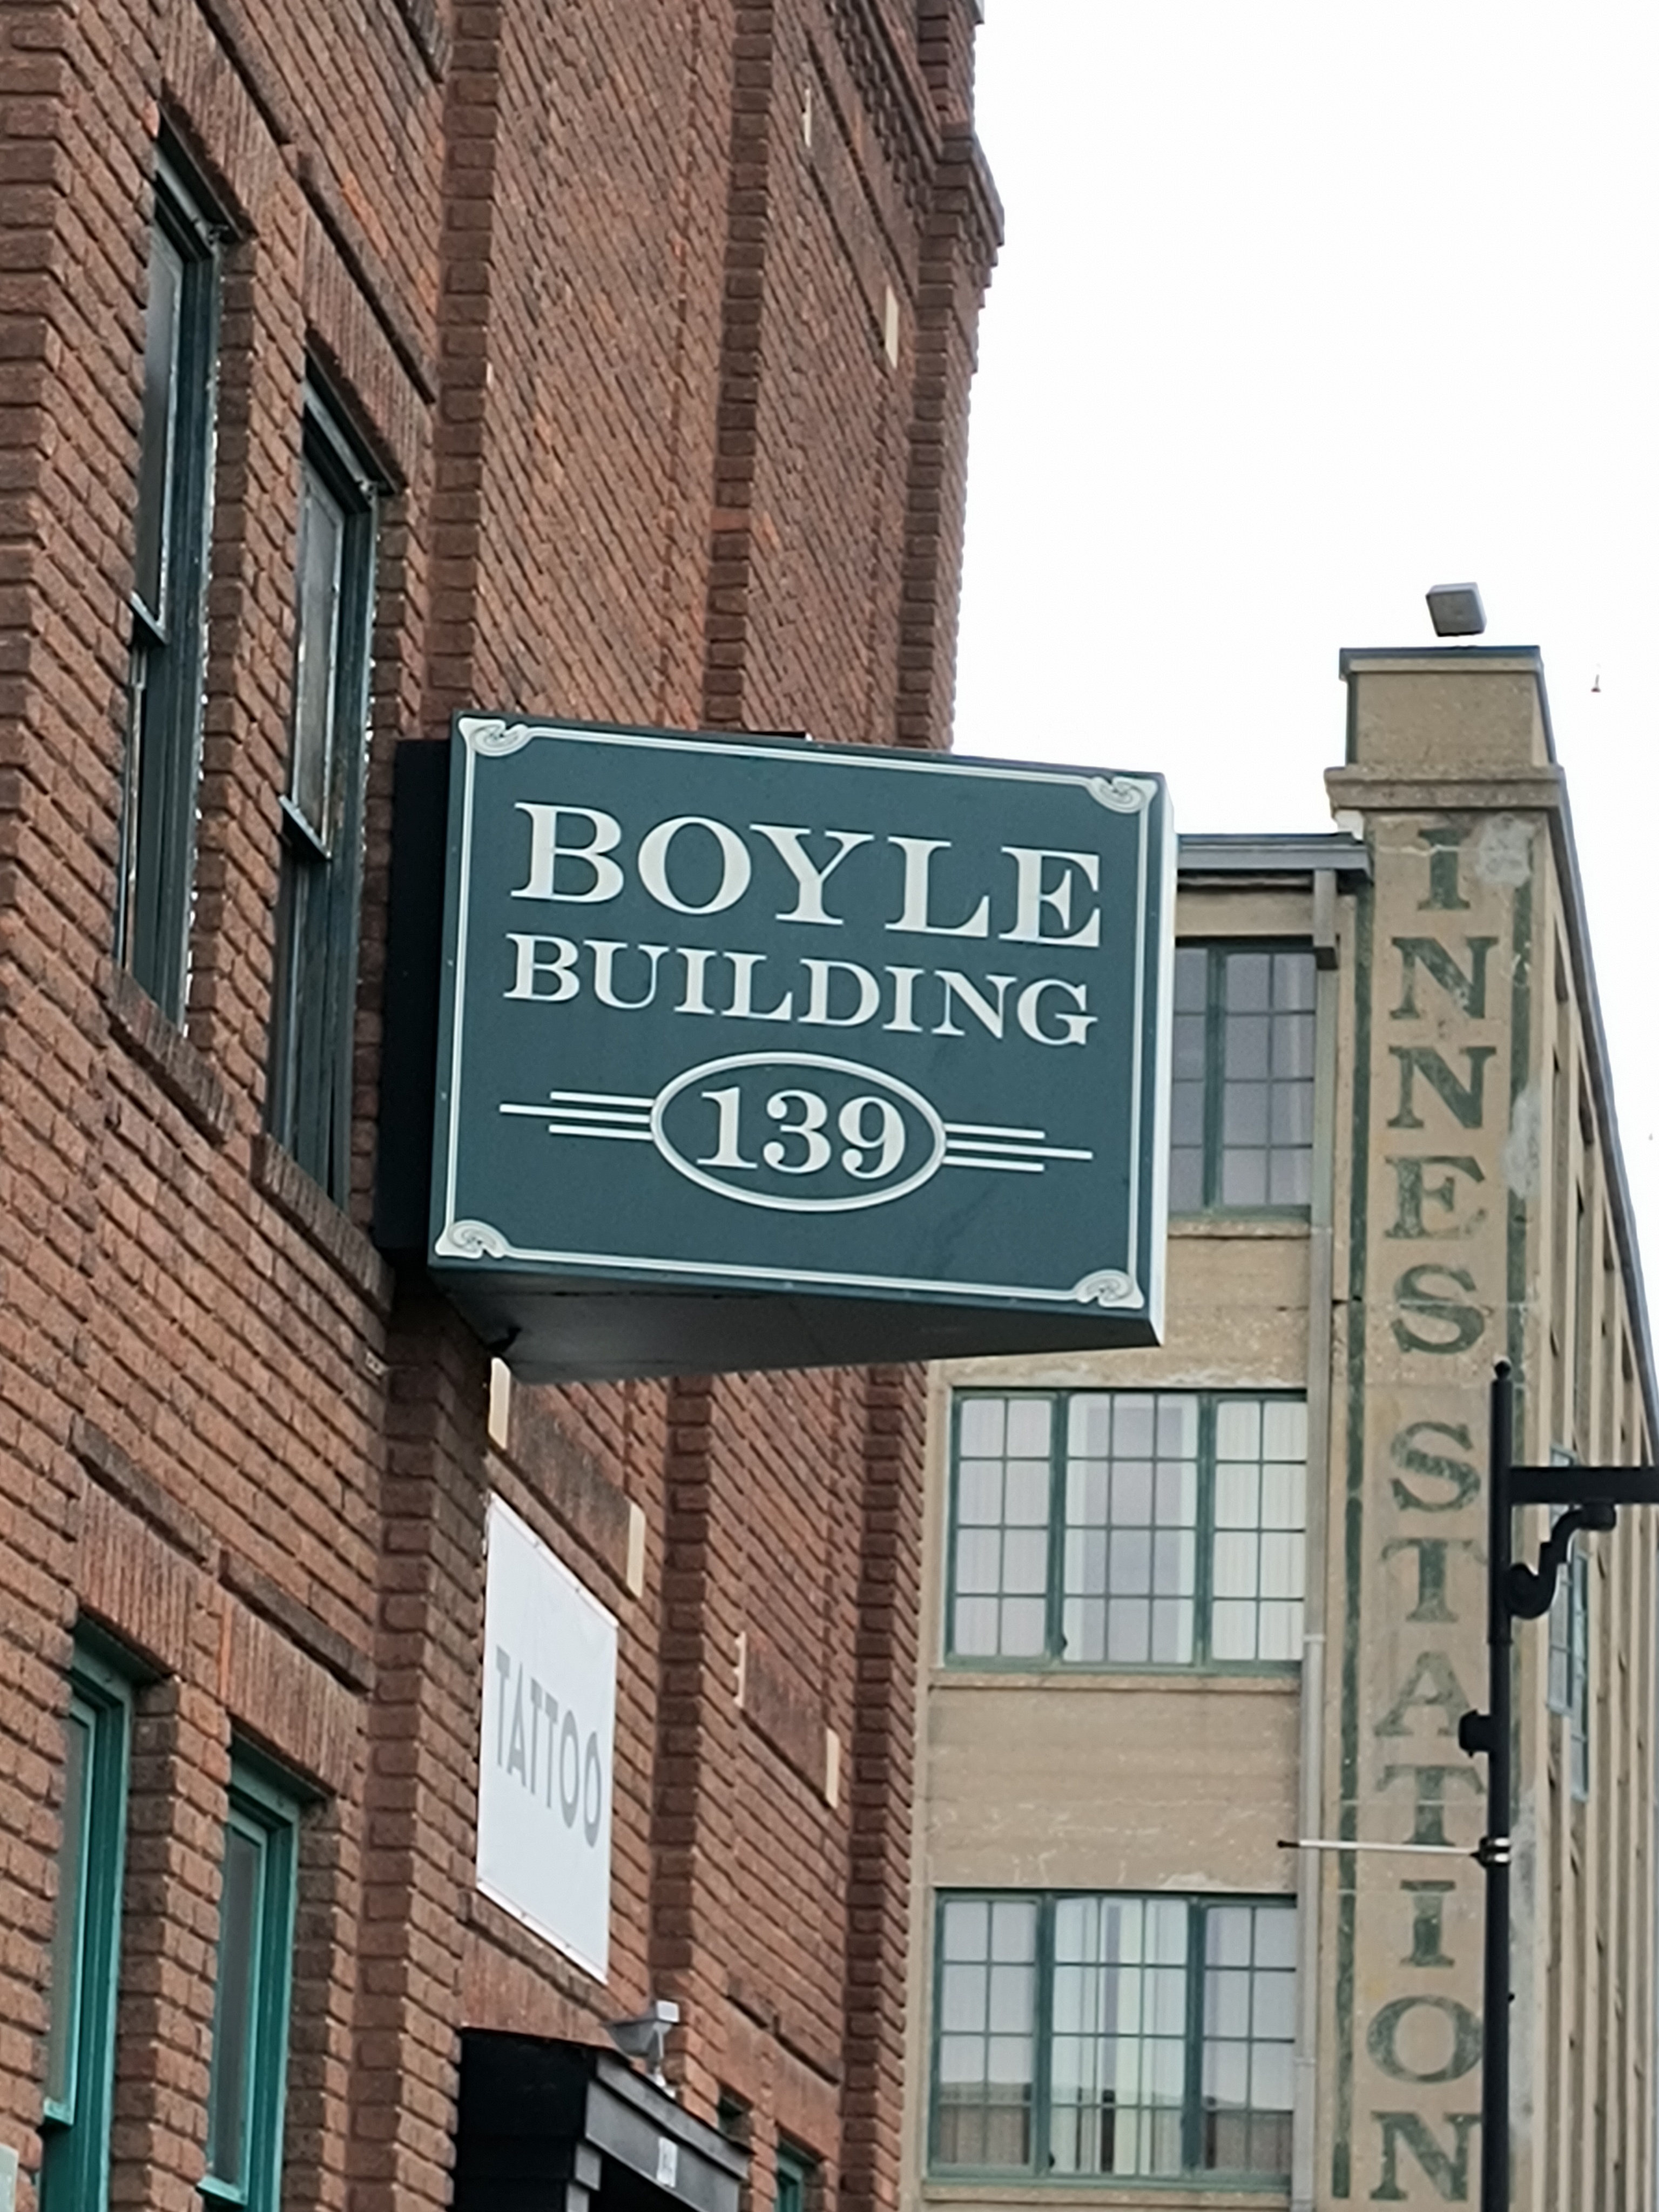 BOYLE
BUILDING
139
INNES STATION
TATTOO